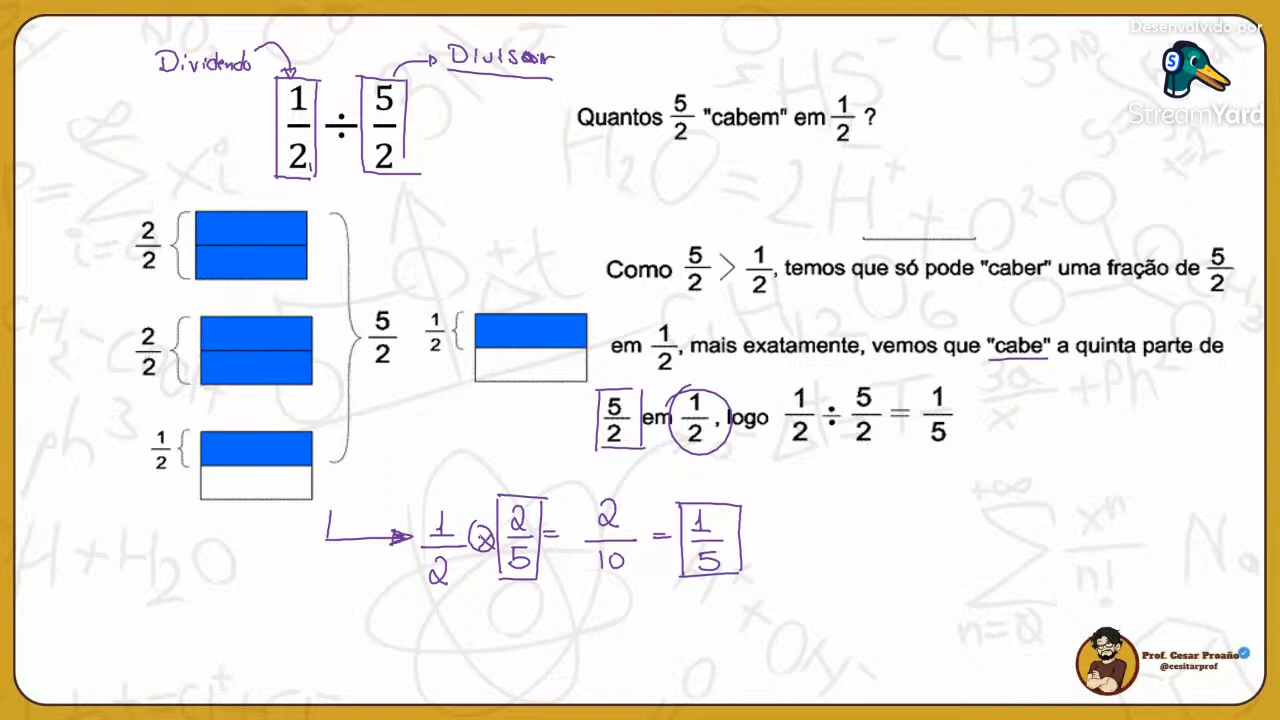 Desenvolvido por
StreamYard
Dividendo
Divisor
1/2 ÷ 5/2
Quantos 5/2 "cabem" em 1/2 ?
2/2
2/2
1/2
5/2
1/2
Como 5/2 > 1/2, temos que só pode "caber" uma fração de 5/2
em 1/2, mais exatamente, vemos que "cabe" a quinta parte de
5/2 em 1/2, logo 1/2 ÷ 5/2 = 1/5
1/2 x 2/5 = 2/10 = 1/5
Prof. Cesar Proaño
@cesitarprof